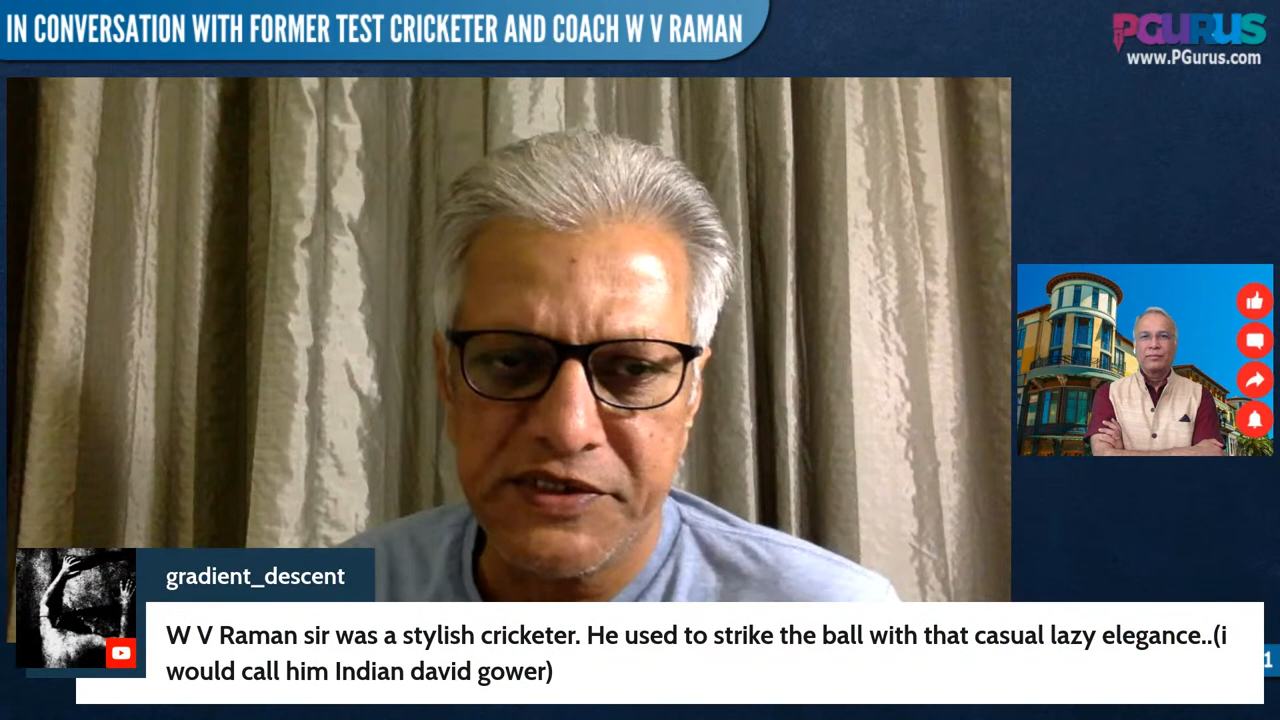 IN CONVERSATION WITH FORMER TEST CRICKETER AND COACH W V RAMAN
PGURUS
www.PGurus.com
gradient_descent
W V Raman sir was a stylish cricketer. He used to strike the ball with that casual lazy elegance..(i
would call him Indian david gower)
1